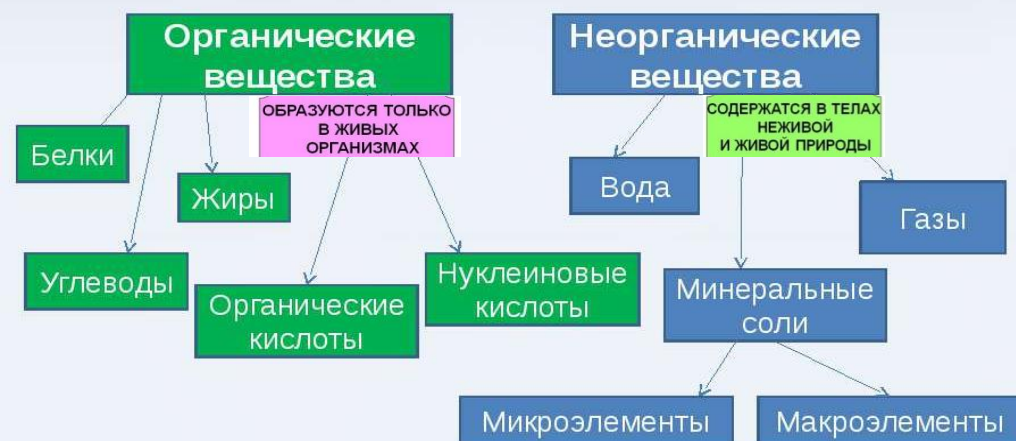 Органические
вещества
ОБРАЗУЮТСЯ ТОЛЬКО
В ЖИВЫХ
ОРГАНИЗМАХ
Белки
Жиры
Углеводы
Органические
кислоты
Нуклеиновые
кислоты
Неорганические
вещества
СОДЕРЖАТСЯ В ТЕЛАХ
НЕЖИВОЙ
И ЖИВОЙ ПРИРОДЫ
Вода
Газы
Минеральные
соли
Микроэлементы
Макроэлементы